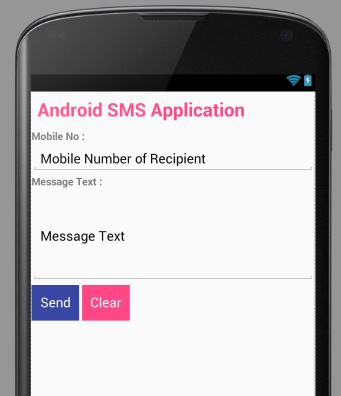 Android SMS Application
Mobile No :
Mobile Number of Recipient
Message Text :
Message Text
Send Clear